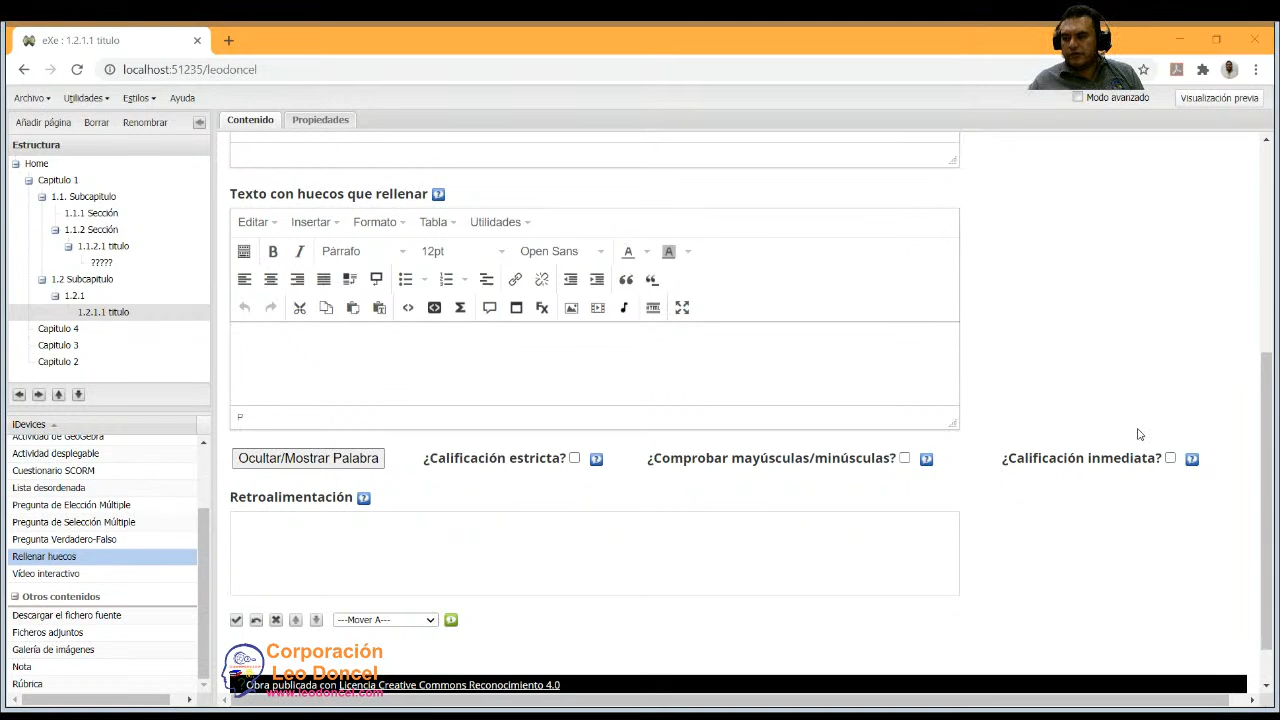 eXe : 1.2.1.1 titulo
localhost:51235/leodoncel
Archivo Utilidades Estilos Ayuda
Modo avanzado Visualización previa
Añadir página Borrar Renombrar
Contenido Propiedades
Estructura
Home
Capitulo 1
1.1. Subcapitulo
1.1.1 Sección
1.1.2 Sección
1.1.2.1 titulo
?????
1.2 Subcapitulo
1.2.1
1.2.1.1 titulo
Capitulo 4
Capitulo 3
Capitulo 2
iDevices
Actividad de GeoGebra
Actividad desplegable
Cuestionario SCORM
Lista desordenada
Pregunta de Elección Múltiple
Pregunta de Selección Múltiple
Pregunta Verdadero-Falso
Rellenar huecos
Vídeo interactivo
Otros contenidos
Descargar el fichero fuente
Ficheros adjuntos
Galería de imágenes
Nota
Rúbrica
Texto con huecos que rellenar
Editar Insertar Formato Tabla Utilidades
Párrafo 12pt Open Sans
P
Ocultar/Mostrar Palabra ¿Calificación estricta? ¿Comprobar mayúsculas/minúsculas? ¿Calificación inmediata?
Retroalimentación
---Mover A---
Corporación
Leo Doncel
www.leodoncel.com
Obra publicada con Licencia Creative Commons Reconocimiento 4.0